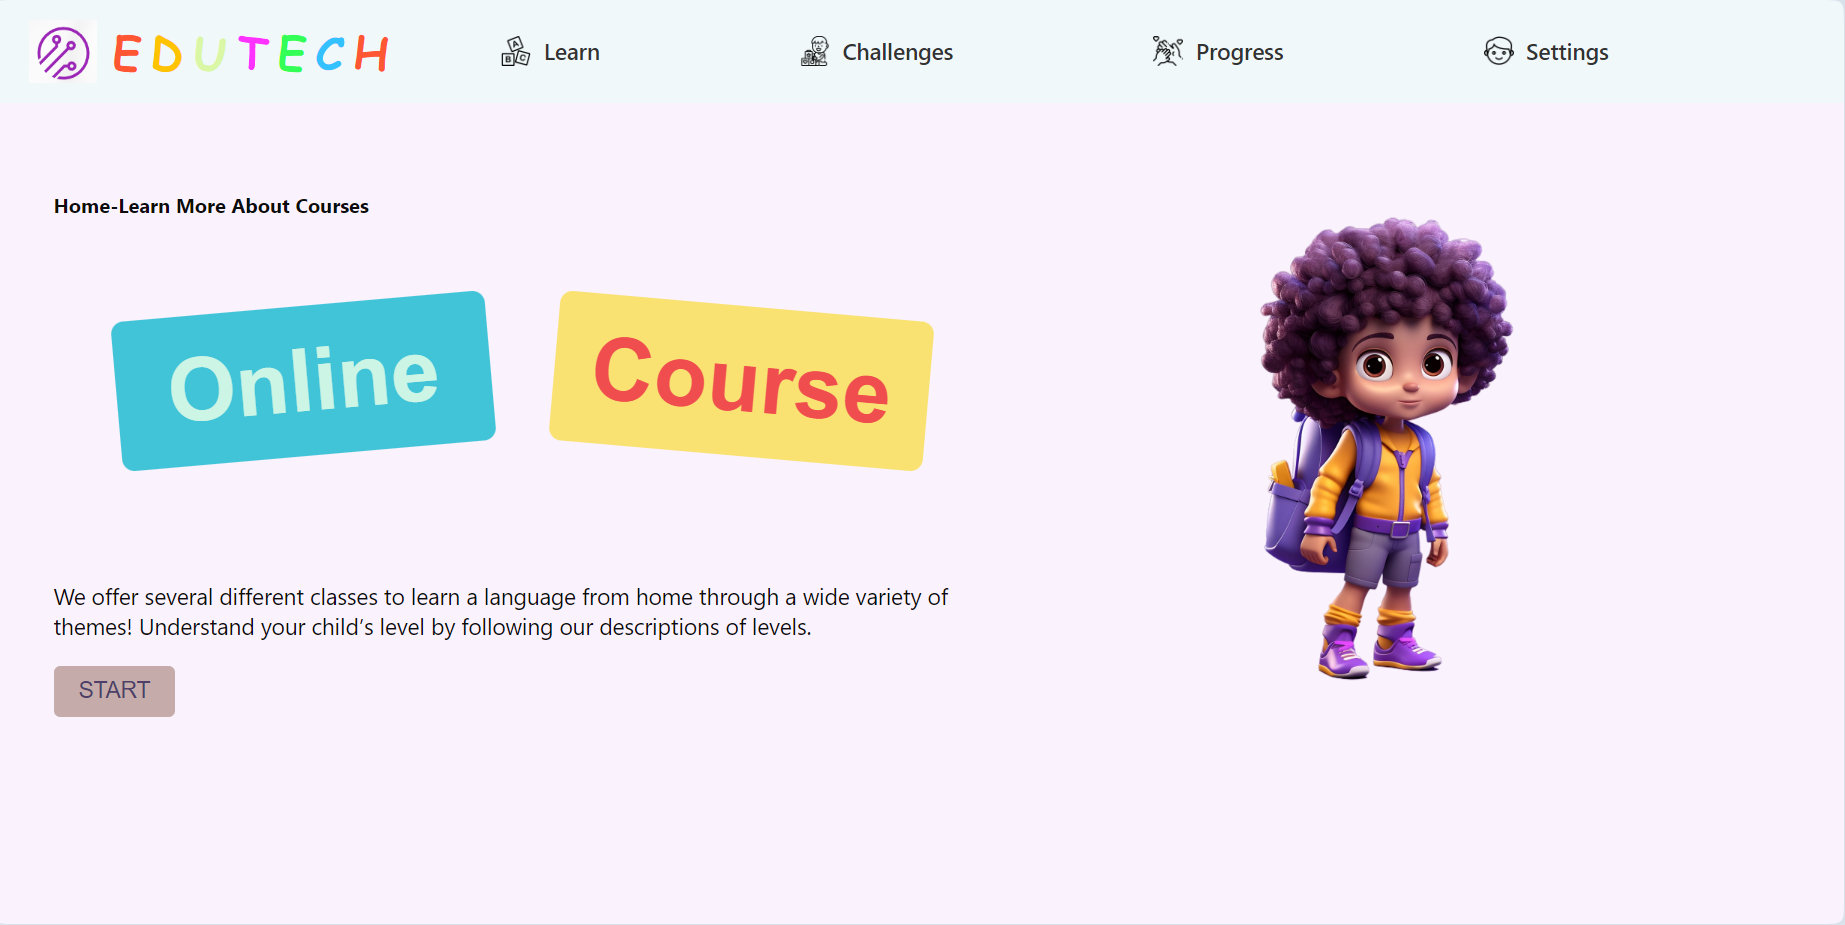 EDUTECH
Learn
Challenges
Progress
Settings
Home-Learn More About Courses
Online
Course
We offer several different classes to learn a language from home through a wide variety of
themes! Understand your child’s level by following our descriptions of levels.
START